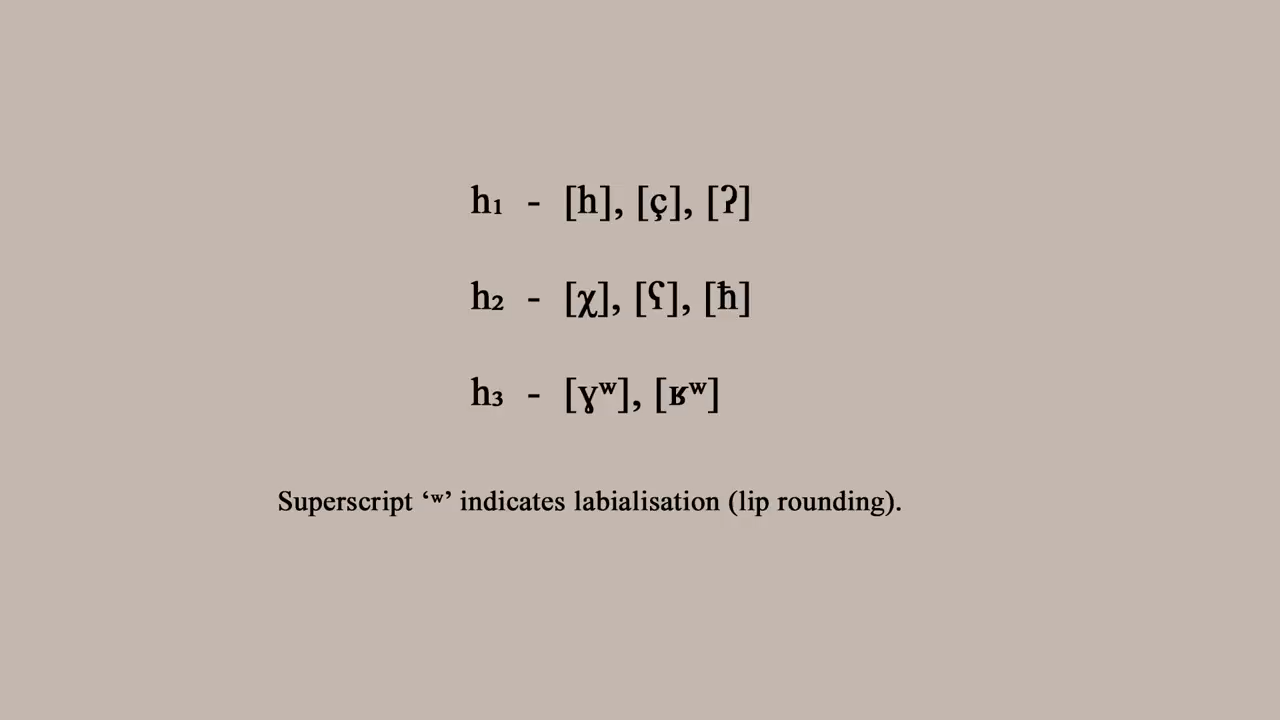 h₁ - [h], [ç], [ʔ]
h₂ - [χ], [ʕ], [ħ]
h₃ - [ɣʷ], [ʁʷ]
Superscript ‘ʷ’ indicates labialisation (lip rounding).